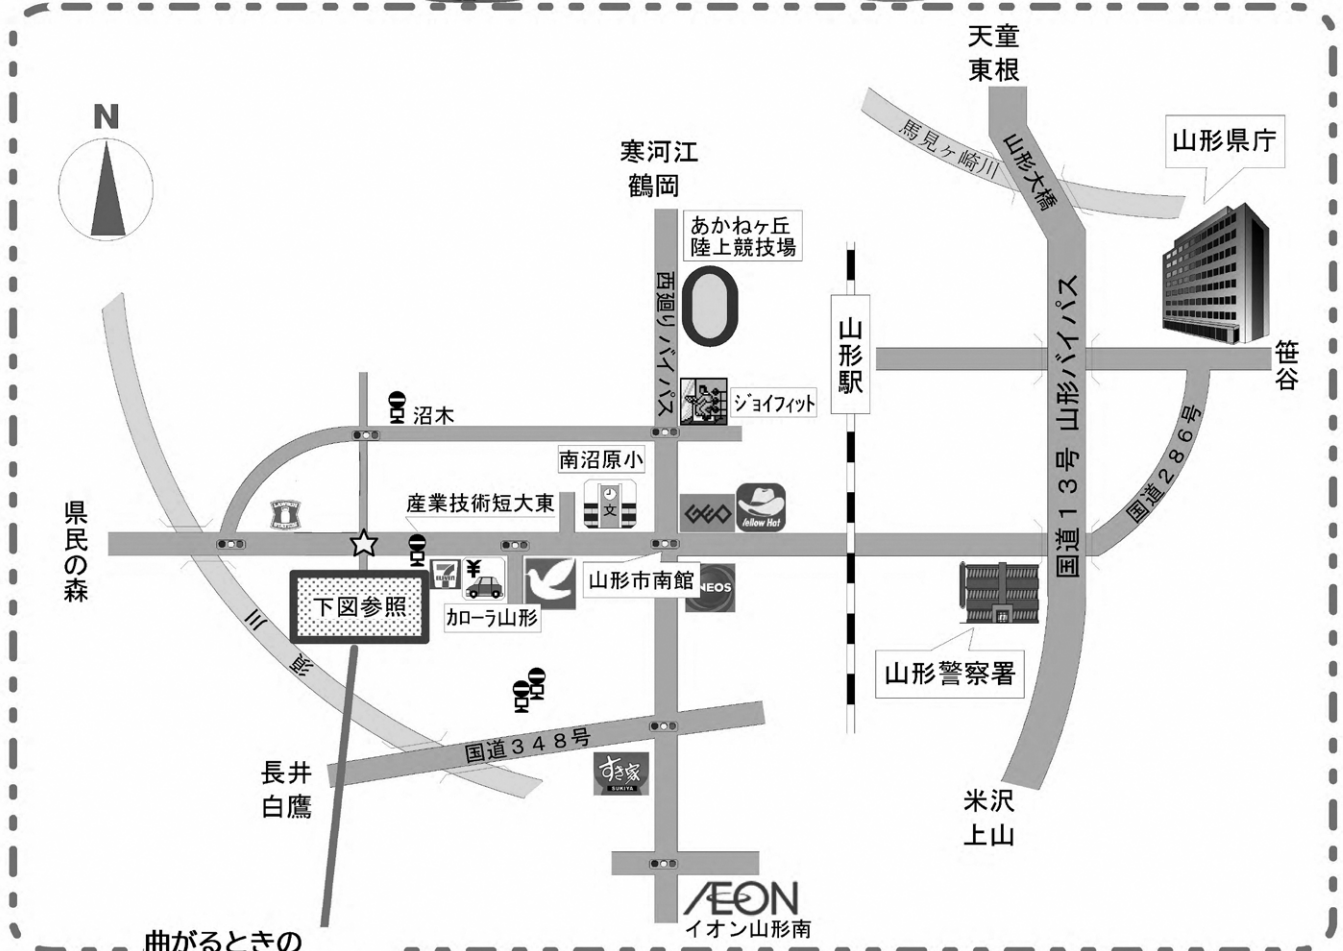 天童
東根
N
馬見ヶ崎川
山形大橋
山形県庁
寒河江
鶴岡
あかねヶ丘
陸上競技場
西廻りバイパス
山形駅
国道13号 山形バイパス
笹谷
ジョイフィット
沼木
国道286号
南沼原小
文
産業技術短大東
LAWSON
STATION
GEO
Yellow Hat
県民の森
7
ELEVEN
¥
カローラ山形
山形市南館
ENEOS
下図参照
須川
山形警察署
国道348号
すき家
SUKIYA
長井
白鷹
米沢
上山
ÆON
イオン山形南
曲がるときの